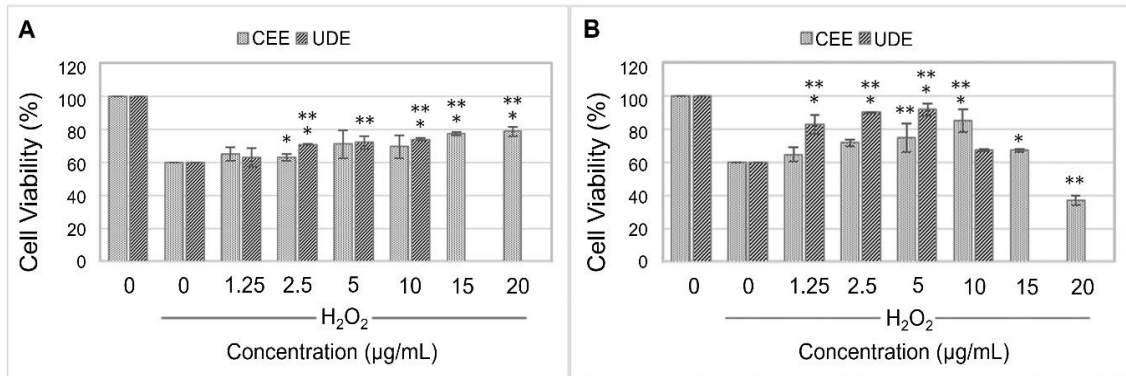 A
CEE UDE
Cell Viability (%)
120
100
80
60
40
20
0
* ** * ** ** * ** **
* * *
0 0 1.25 2.5 5 10 15 20
H₂O₂
Concentration (µg/mL)
B
CEE UDE
Cell Viability (%)
120
100
80
60
40
20
0
** * ** * ** ** * ** * * **
0 0 1.25 2.5 5 10 15 20
H₂O₂
Concentration (µg/mL)